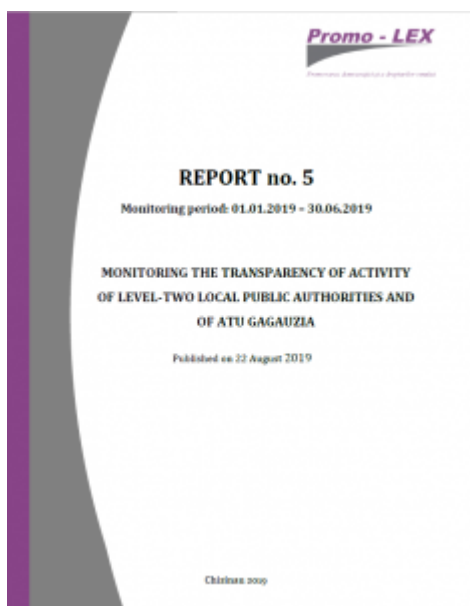 Promo - LEX
REPORT no. 5
Monitoring period: 01.01.2019 – 30.06.2019
MONITORING THE TRANSPARENCY OF ACTIVITY
OF LEVEL-TWO LOCAL PUBLIC AUTHORITIES AND
OF ATU GAGAUZIA
Published on 22 August 2019
Chisinau 2019